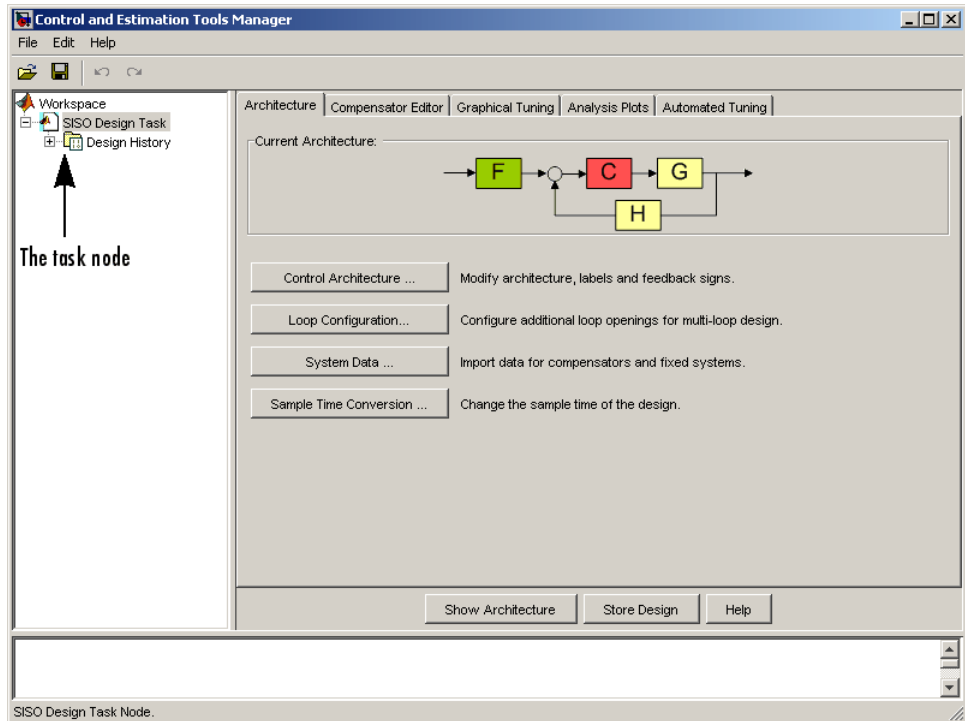 Control and Estimation Tools Manager
File Edit Help
Workspace
SISO Design Task
Design History
The task node
Architecture Compensator Editor Graphical Tuning Analysis Plots Automated Tuning
Current Architecture:
F C G
H
Control Architecture ... Modify architecture, labels and feedback signs.
Loop Configuration... Configure additional loop openings for multi-loop design.
System Data ... Import data for compensators and fixed systems.
Sample Time Conversion ... Change the sample time of the design.
Show Architecture Store Design Help
SISO Design Task Node.